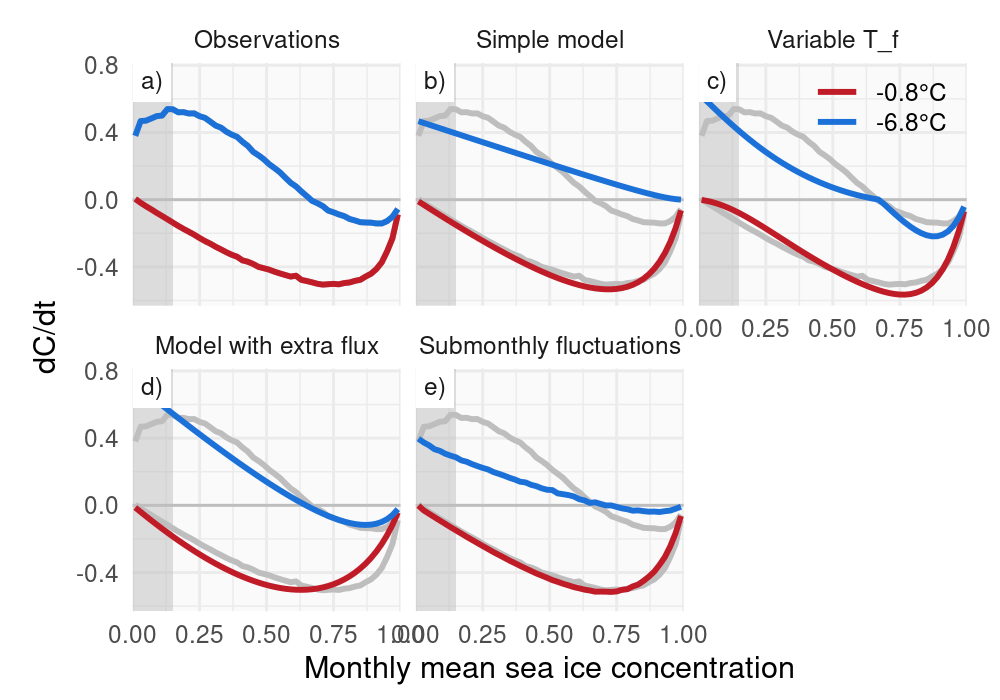 Observations
Simple model
Variable T_f
a)
b)
c)
-0.8°C
-6.8°C
0.8
0.4
0.0
-0.4
0.00 0.25 0.50 0.75 1.00
dC/dt
Model with extra flux
Submonthly fluctuations
d)
e)
0.8
0.4
0.0
-0.4
0.00 0.25 0.50 0.75 1.00
0.00 0.25 0.50 0.75 1.00
Monthly mean sea ice concentration